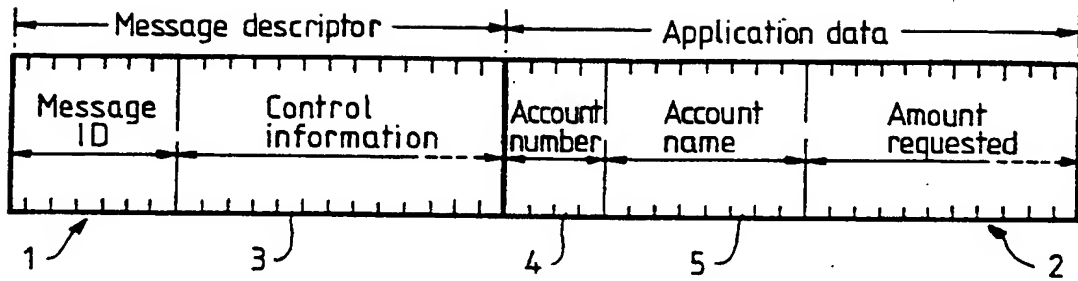 Message descriptor
Application data
Message
ID
Control
information
Account
number
Account
name
Amount
requested
1
3
4
5
2